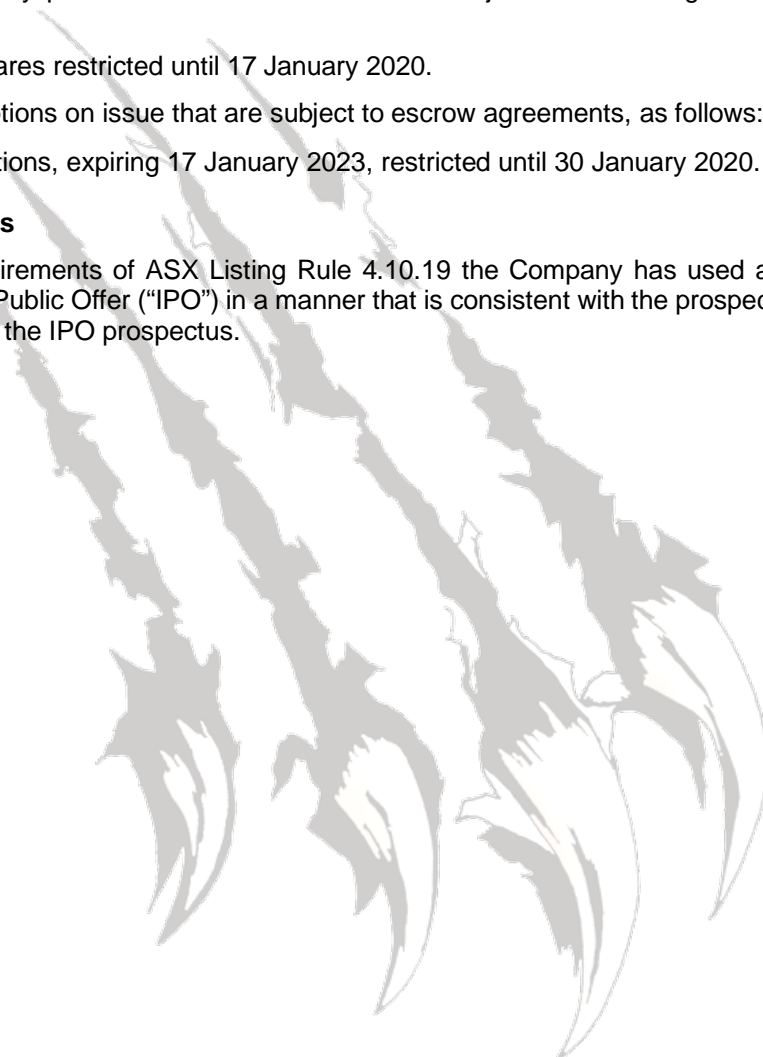 ares restricted until 17 January 2020.
tions on issue that are subject to escrow agreements, as follows:
tions, expiring 17 January 2023, restricted until 30 January 2020.
s
irements of ASX Listing Rule 4.10.19 the Company has used a
Public Offer ("IPO") in a manner that is consistent with the prospec
the IPO prospectus.